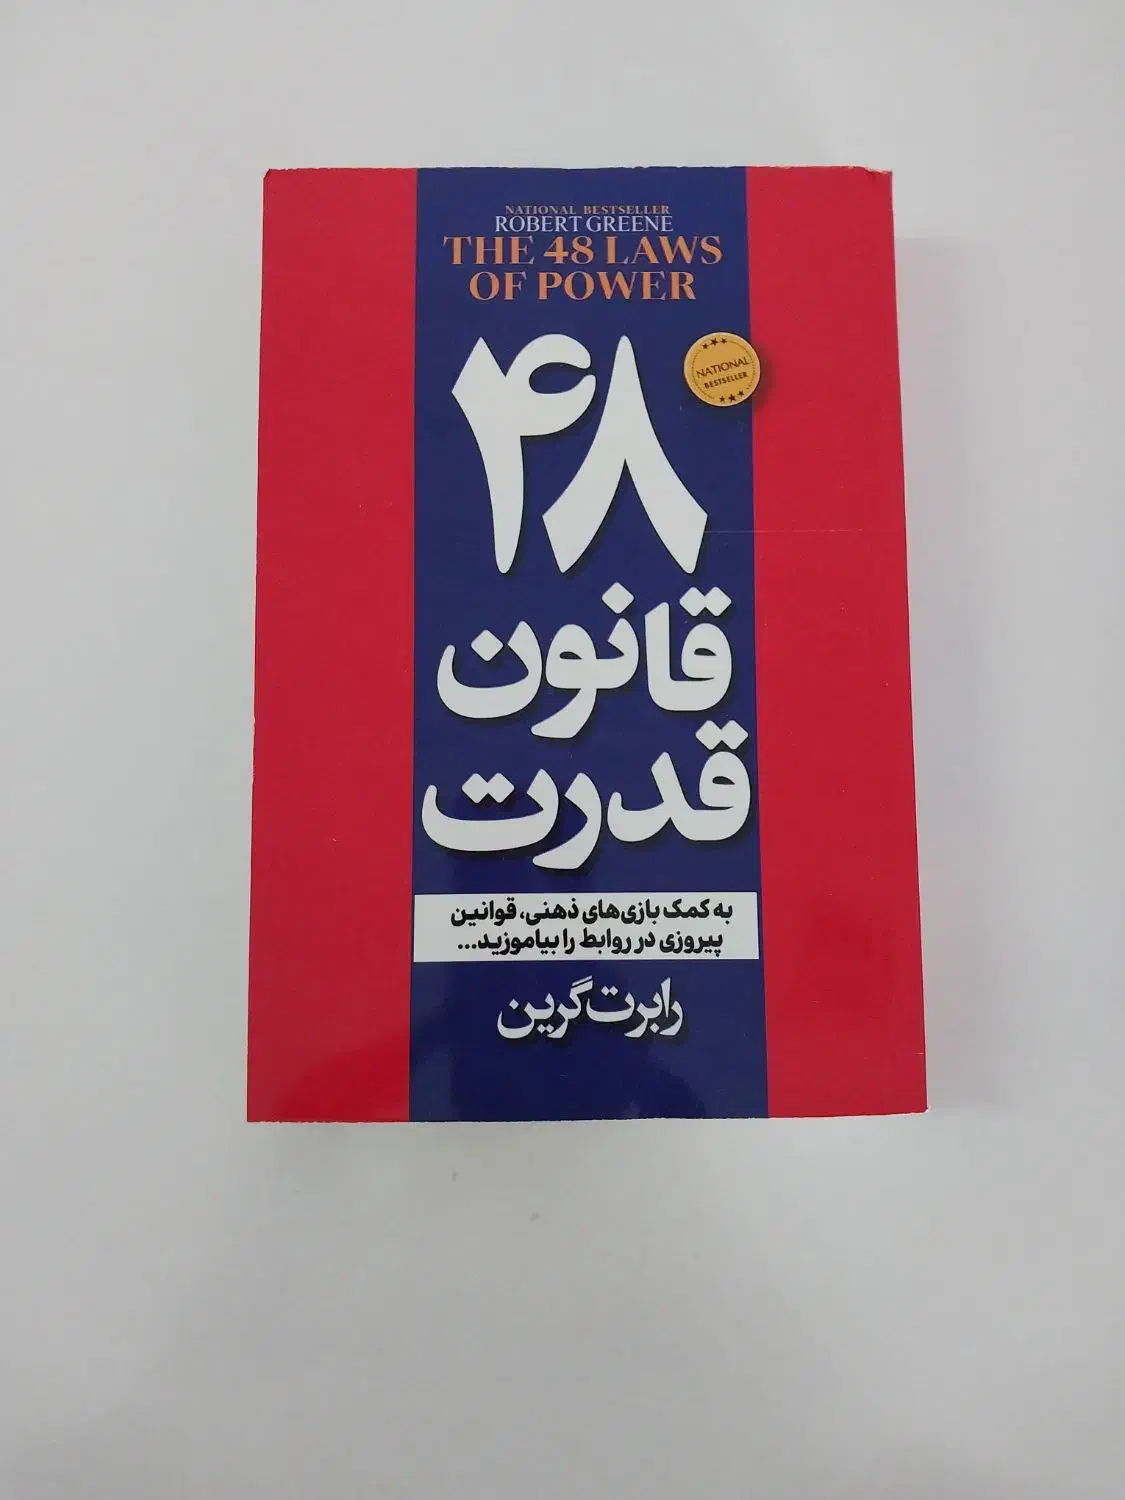 NATIONAL BESTSELLER
ROBERT GREENE
THE 48 LAWS
OF POWER
NATIONAL
BESTSELLER
۴۸
قانون
قدرت
به کمک بازی‌های ذهنی، قوانین
پیروزی در روابط را بیاموزید...
رابرت گرین